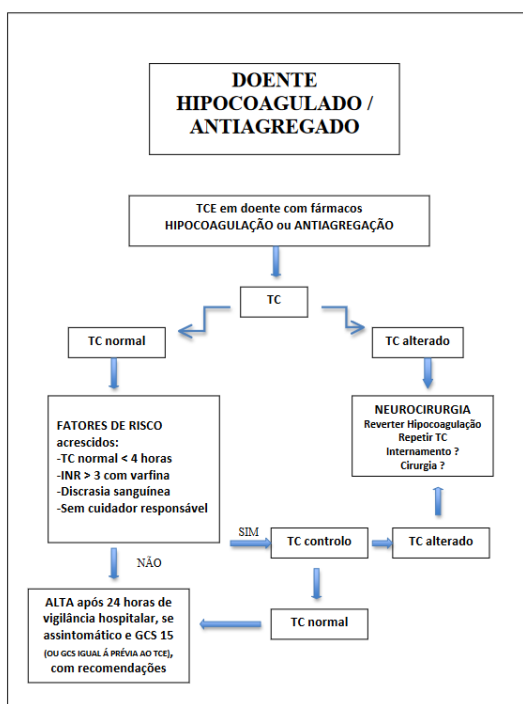 DOENTE
HIPOCOAGULADO /
ANTIAGREGADO
TCE em doente com fármacos
HIPOCOAGULAÇÃO ou ANTIAGREGAÇÃO
TC
TC normal
TC alterado
FATORES DE RISCO
acrescidos:
-TC normal < 4 horas
-INR > 3 com varfina
-Discrasia sanguínea
-Sem cuidador responsável
NEUROCIRURGIA
Reverter Hipocoagulação
Repetir TC
Internamento ?
Cirurgia ?
SIM
TC controlo
TC alterado
NÃO
TC normal
ALTA após 24 horas de
vigilância hospitalar, se
assintomático e GCS 15
(OU GCS IGUAL Á PRÉVIA AO TCE),
com recomendações